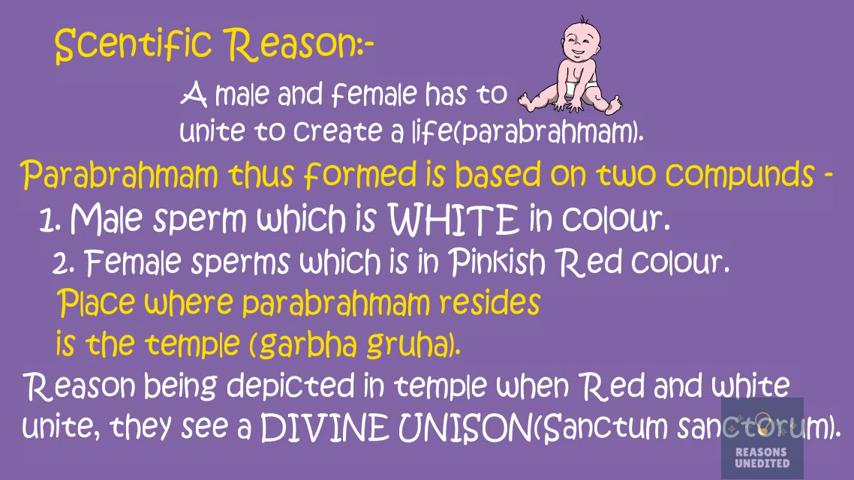 Scentific Reason:-
A male and female has to
unite to create a life(parabrahmam).
Parabrahmam thus formed is based on two compunds -
1. Male sperm which is WHITE in colour.
2. Female sperms which is in Pinkish Red colour.
Place where parabrahmam resides
is the temple (garbha gruha).
Reason being depicted in temple when Red and white
unite, they see a DIVINE UNISON(Sanctum sanctorum).
REASONS
UNEDITED